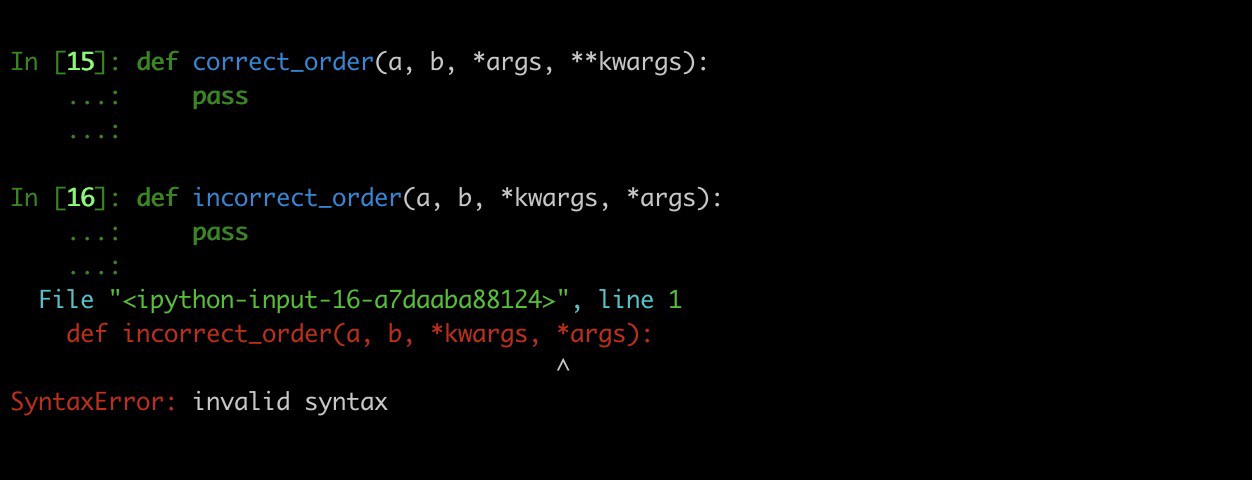 In [15]: def correct_order(a, b, *args, **kwargs):
    ...:     pass
    ...:
In [16]: def incorrect_order(a, b, *kwargs, *args):
    ...:     pass
    ...:
  File "<ipython-input-16-a7daaba88124>", line 1
    def incorrect_order(a, b, *kwargs, *args):
                                       ^
SyntaxError: invalid syntax